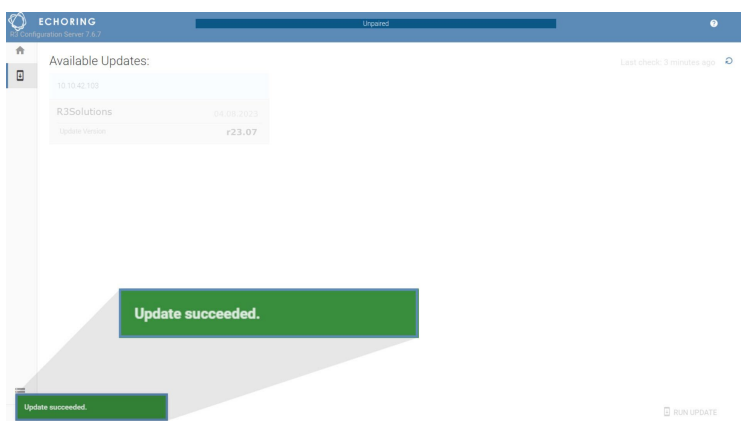 ECHORING
R3 Configuration Server 7.6.7
Unpaired
?
Available Updates:
Last check: 3 minutes ago
10.10.42.103
R3Solutions
Update Version
r23.07
Update succeeded.
Update succeeded.
RUN UPDATE